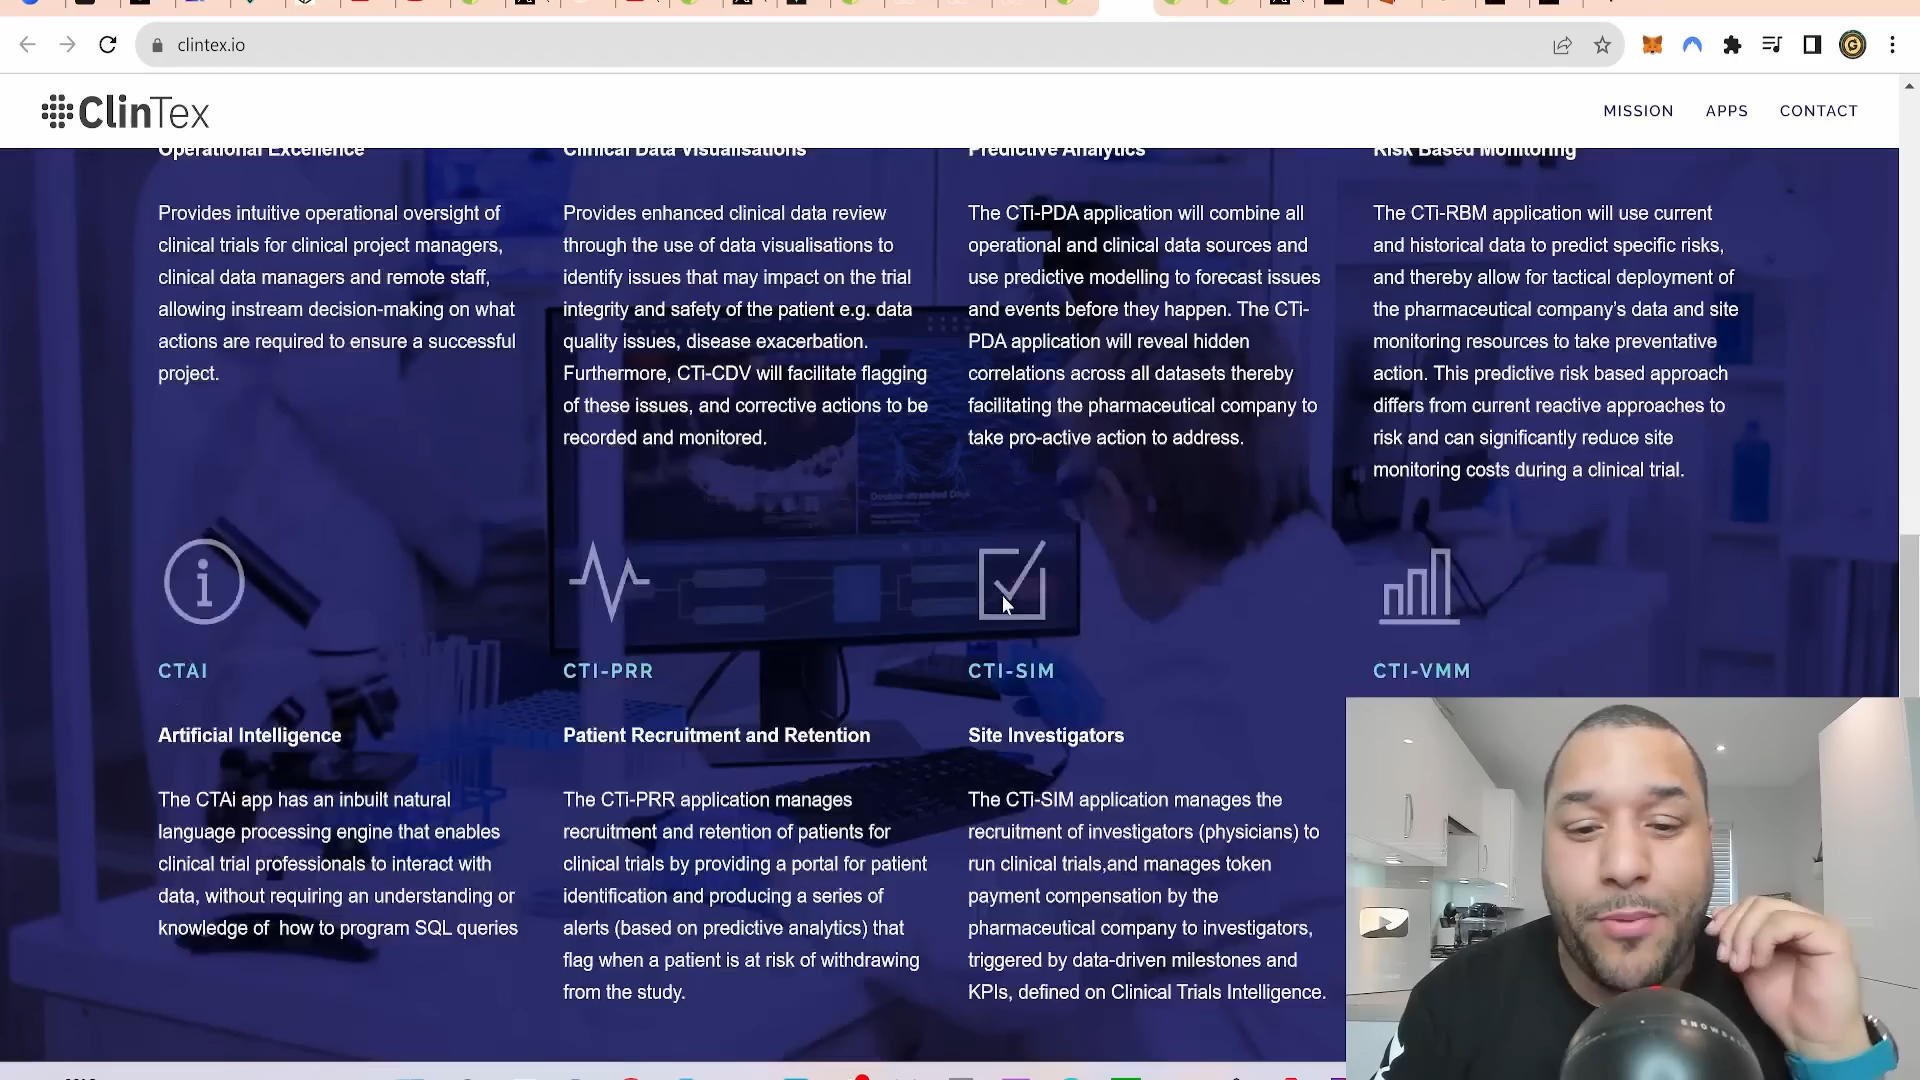 clintex.io
ClinTex
MISSION
APPS
CONTACT
Operational Excellence
Clinical Data Visualisations
Predictive Analytics
Risk Based Monitoring
Provides intuitive operational oversight of
clinical trials for clinical project managers,
clinical data managers and remote staff,
allowing instream decision-making on what
actions are required to ensure a successful
project.
Provides enhanced clinical data review
through the use of data visualisations to
identify issues that may impact on the trial
integrity and safety of the patient e.g. data
quality issues, disease exacerbation.
Furthermore, CTi-CDV will facilitate flagging
of these issues, and corrective actions to be
recorded and monitored.
The CTi-PDA application will combine all
operational and clinical data sources and
use predictive modelling to forecast issues
and events before they happen. The CTi-
PDA application will reveal hidden
correlations across all datasets thereby
facilitating the pharmaceutical company to
take pro-active action to address.
The CTi-RBM application will use current
and historical data to predict specific risks,
and thereby allow for tactical deployment of
the pharmaceutical company's data and site
monitoring resources to take preventative
action. This predictive risk based approach
differs from current reactive approaches to
risk and can significantly reduce site
monitoring costs during a clinical trial.
CTAI
Artificial Intelligence
The CTAi app has an inbuilt natural
language processing engine that enables
clinical trial professionals to interact with
data, without requiring an understanding or
knowledge of how to program SQL queries
CTI-PRR
Patient Recruitment and Retention
The CTi-PRR application manages
recruitment and retention of patients for
clinical trials by providing a portal for patient
identification and producing a series of
alerts (based on predictive analytics) that
flag when a patient is at risk of withdrawing
from the study.
CTI-SIM
Site Investigators
The CTi-SIM application manages the
recruitment of investigators (physicians) to
run clinical trials,and manages token
payment compensation by the
pharmaceutical company to investigators,
triggered by data-driven milestones and
KPIs, defined on Clinical Trials Intelligence.
CTI-VMM